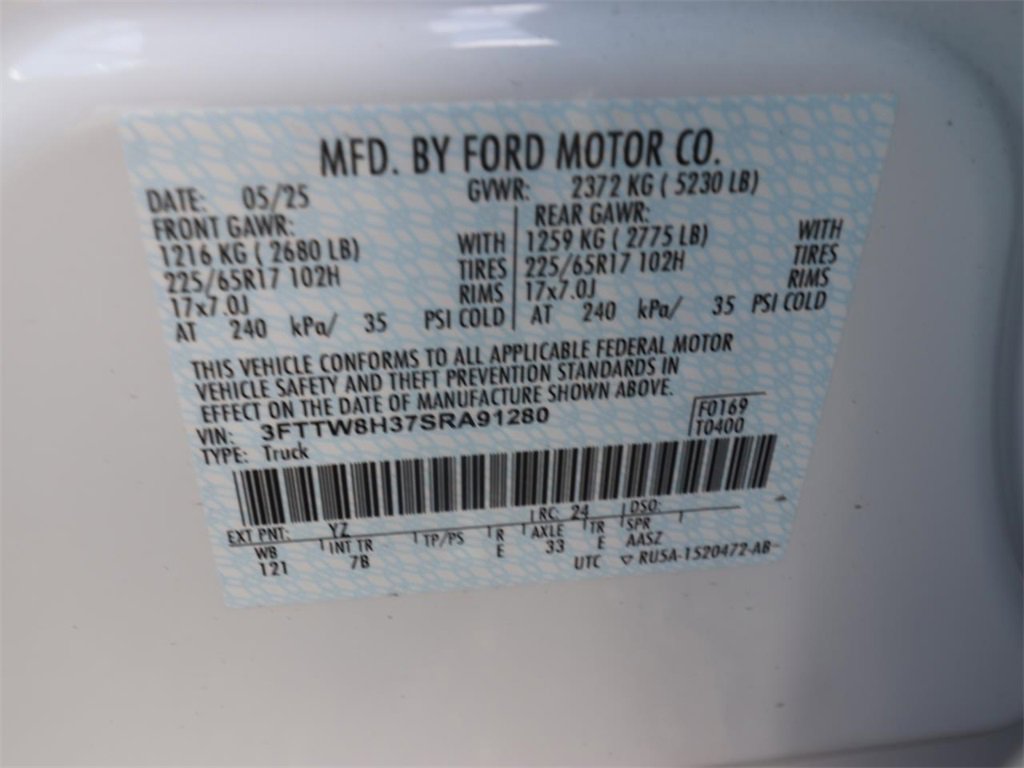 MFD. BY FORD MOTOR CO.
DATE: 05/25 GVWR: 2372 KG ( 5230 LB)
FRONT GAWR: REAR GAWR:
1216 KG ( 2680 LB) WITH 1259 KG ( 2775 LB) WITH
225/65R17 102H TIRES 225/65R17 102H TIRES
17x7.0J RIMS 17x7.0J RIMS
AT 240 kPa/ 35 PSI COLD AT 240 kPa/ 35 PSI COLD
THIS VEHICLE CONFORMS TO ALL APPLICABLE FEDERAL MOTOR
VEHICLE SAFETY AND THEFT PREVENTION STANDARDS IN
EFFECT ON THE DATE OF MANUFACTURE SHOWN ABOVE.
VIN: 3FTTW8H37SRA91280 F0169
TYPE: Truck T0400
EXT PNT: YZ RC: 24 DSO:
WB INT TR TP/PS R AXLE TR SPR
121 7B E 33 E AASZ
UTC ▽ RU5A-1520472-AB